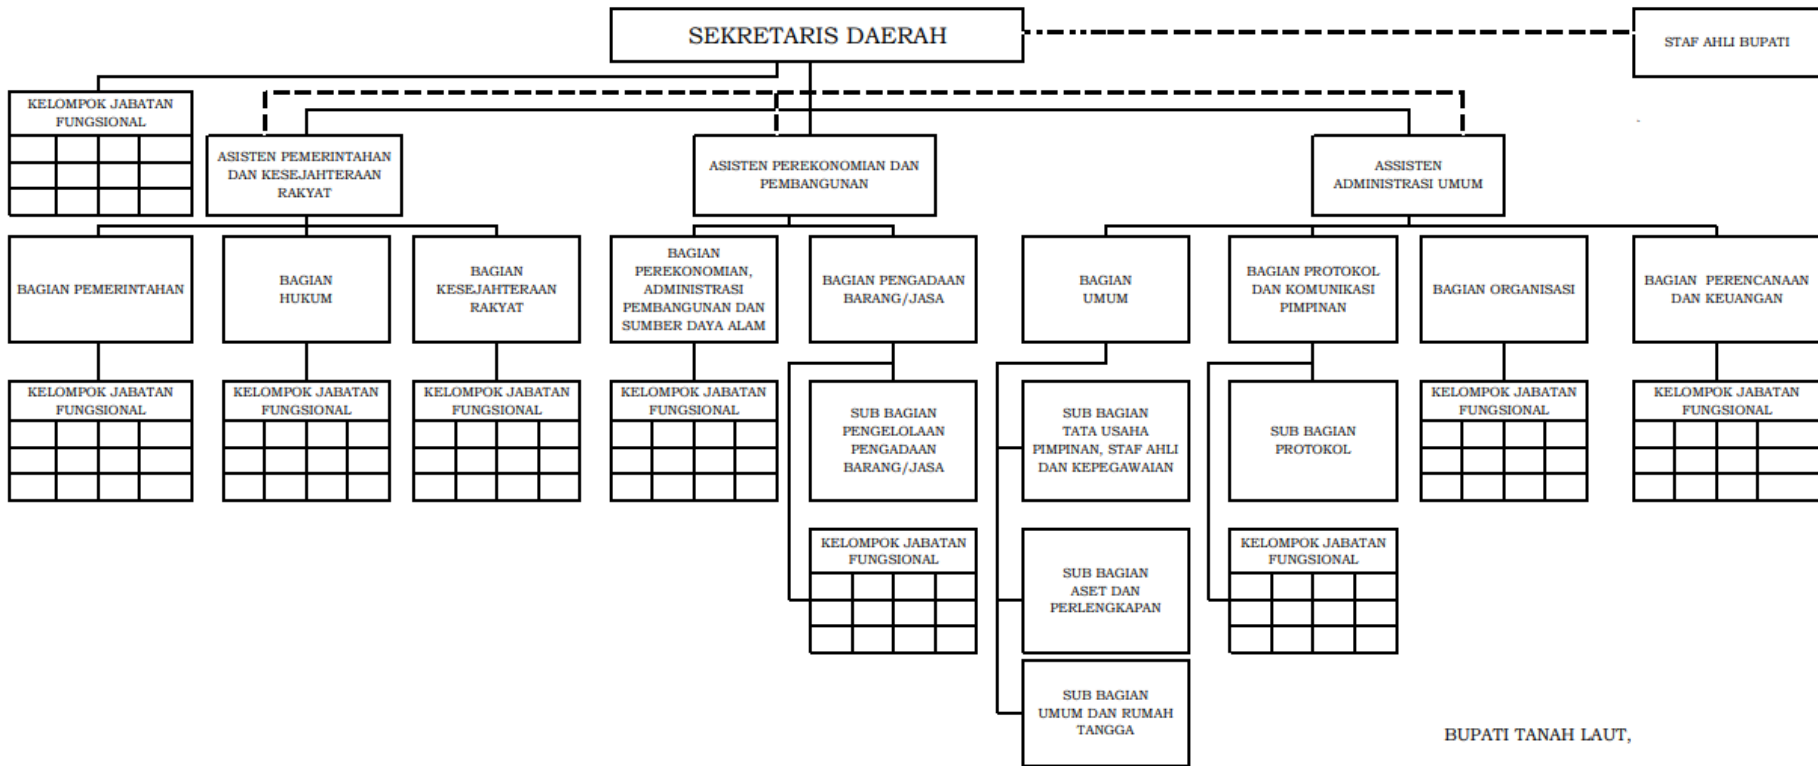 SEKRETARIS DAERAH
STAF AHLI BUPATI
KELOMPOK JABATAN
FUNGSIONAL
ASISTEN PEMERINTAHAN
DAN KESEJAHTERAAN
RAKYAT
ASISTEN PEREKONOMIAN DAN
PEMBANGUNAN
ASSISTEN
ADMINISTRASI UMUM
BAGIAN PEMERINTAHAN
BAGIAN
HUKUM
BAGIAN
KESEJAHTERAAN
RAKYAT
BAGIAN
PEREKONOMIAN,
ADMINISTRASI
PEMBANGUNAN DAN
SUMBER DAYA ALAM
BAGIAN PENGADAAN
BARANG/JASA
BAGIAN
UMUM
BAGIAN PROTOKOL
DAN KOMUNIKASI
PIMPINAN
BAGIAN ORGANISASI
BAGIAN PERENCANAAN
DAN KEUANGAN
KELOMPOK JABATAN
FUNGSIONAL
KELOMPOK JABATAN
FUNGSIONAL
KELOMPOK JABATAN
FUNGSIONAL
KELOMPOK JABATAN
FUNGSIONAL
SUB BAGIAN
PENGELOLAAN
PENGADAAN
BARANG/JASA
SUB BAGIAN
TATA USAHA
PIMPINAN, STAF AHLI
DAN KEPEGAWAIAN
SUB BAGIAN
PROTOKOL
KELOMPOK JABATAN
FUNGSIONAL
KELOMPOK JABATAN
FUNGSIONAL
KELOMPOK JABATAN
FUNGSIONAL
SUB BAGIAN
ASET DAN
PERLENGKAPAN
KELOMPOK JABATAN
FUNGSIONAL
SUB BAGIAN
UMUM DAN RUMAH
TANGGA
BUPATI TANAH LAUT,